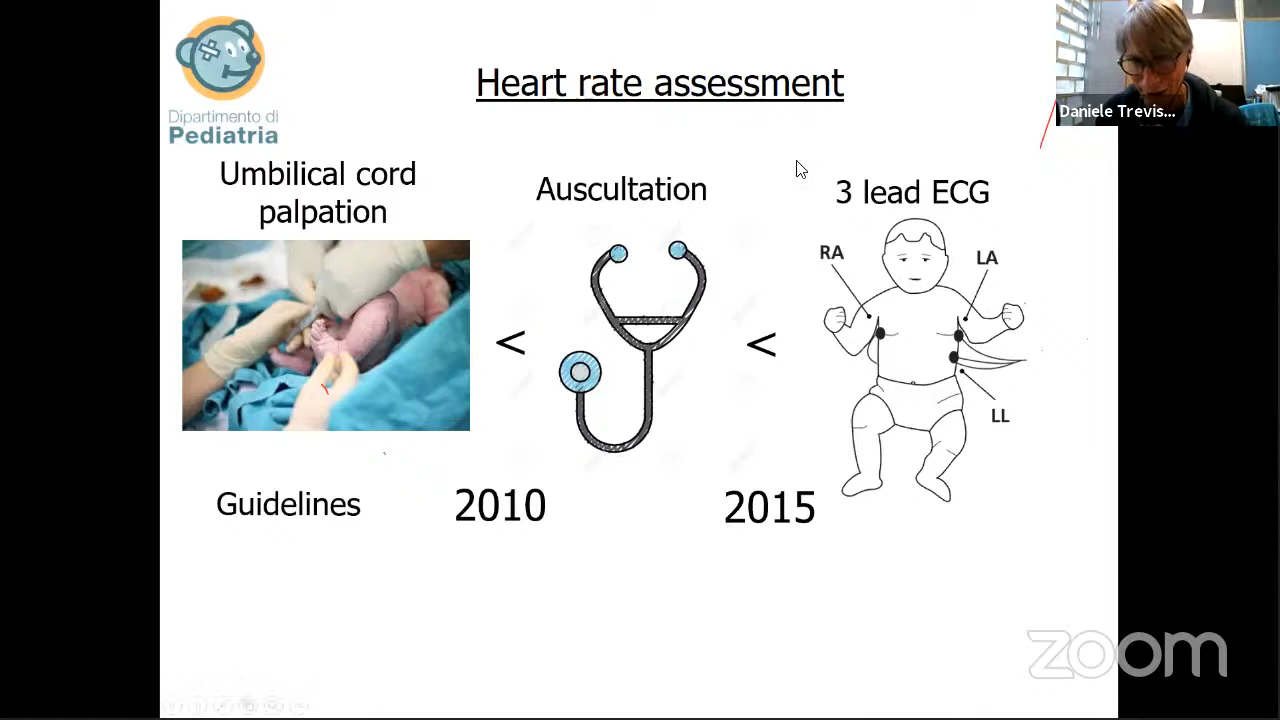 Heart rate assessment
Dipartimento di
Pediatria
Daniele Trevis...
Umbilical cord
palpation
Auscultation
3 lead ECG
RA
LA
<
<
LL
Guidelines
2010
2015
zoom